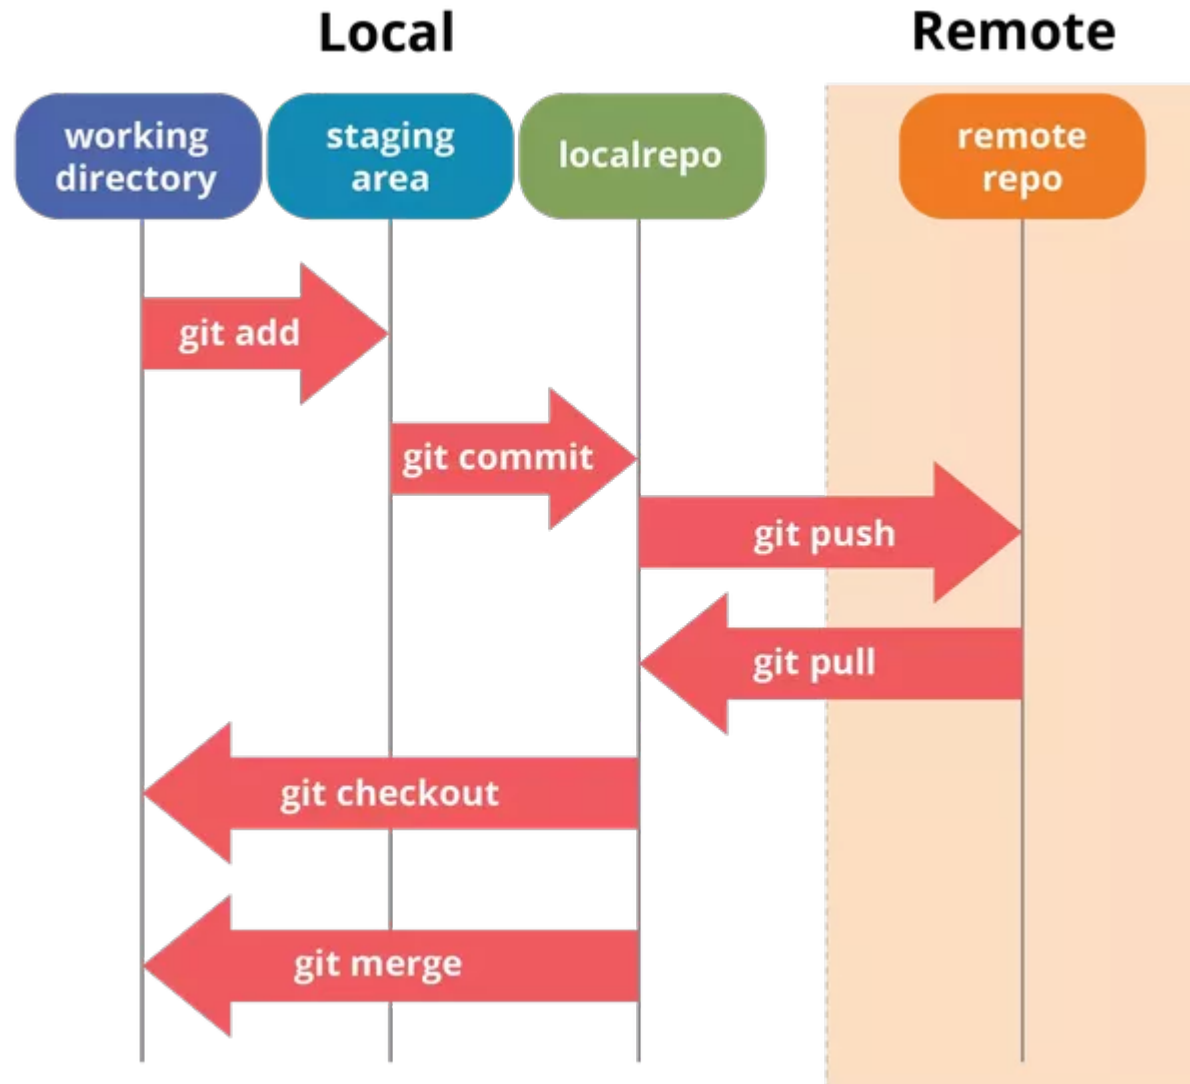 Local
Remote
working
directory
staging
area
localrepo
remote
repo
git add
git commit
git push
git pull
git checkout
git merge